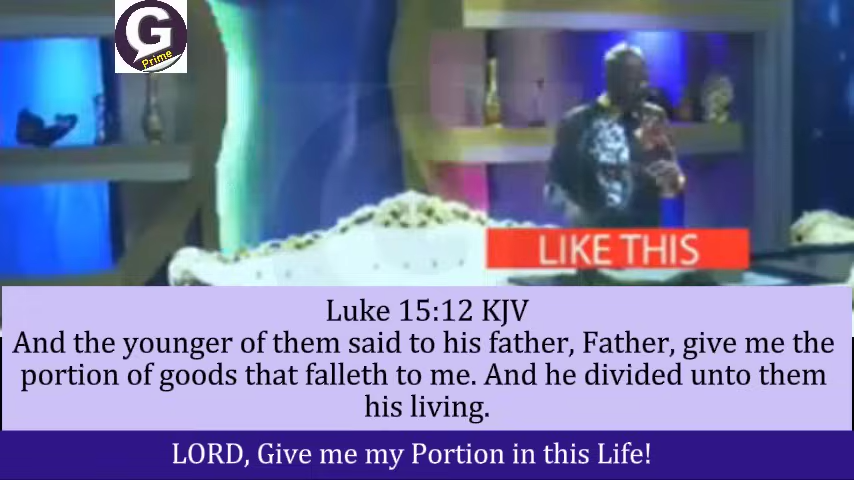 G
Prime
LIKE THIS
Luke 15:12 KJV
And the younger of them said to his father, Father, give me the
portion of goods that falleth to me. And he divided unto them
his living.
LORD, Give me my Portion in this Life!